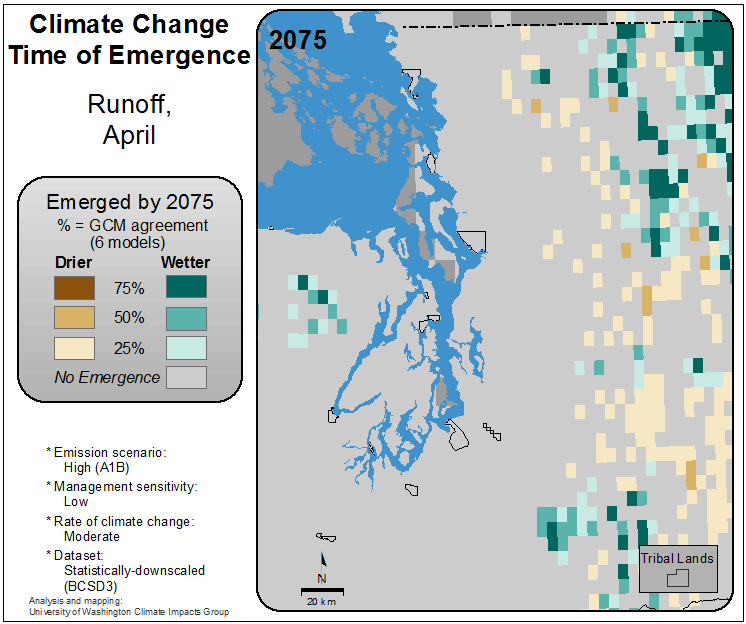 Climate Change
Time of Emergence
Runoff,
April
Emerged by 2075
% = GCM agreement
(6 models)
Drier Wetter
75%
50%
25%
No Emergence
* Emission scenario:
High (A1B)
* Management sensitivity:
Low
* Rate of climate change:
Moderate
* Dataset:
Statistically-downscaled
(BCSD3)
Analysis and mapping:
University of Washington Climate Impacts Group
2075
N
20 km
Tribal Lands